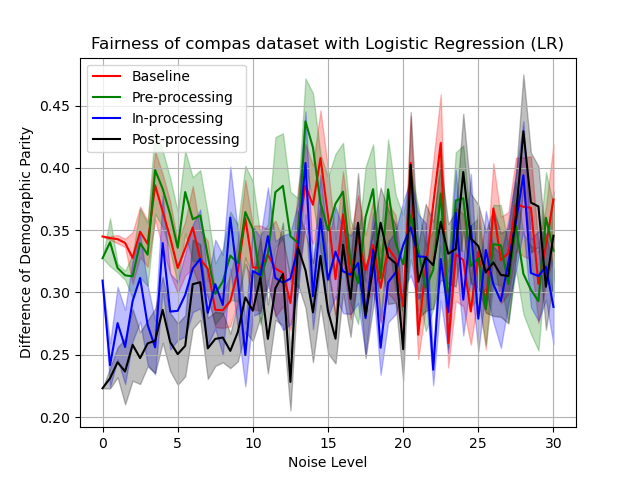 Fairness of compas dataset with Logistic Regression (LR)
Baseline
Pre-processing
In-processing
Post-processing
Difference of Demographic Parity
0.45
0.40
0.35
0.30
0.25
0.20
0 5 10 15 20 25 30
Noise Level